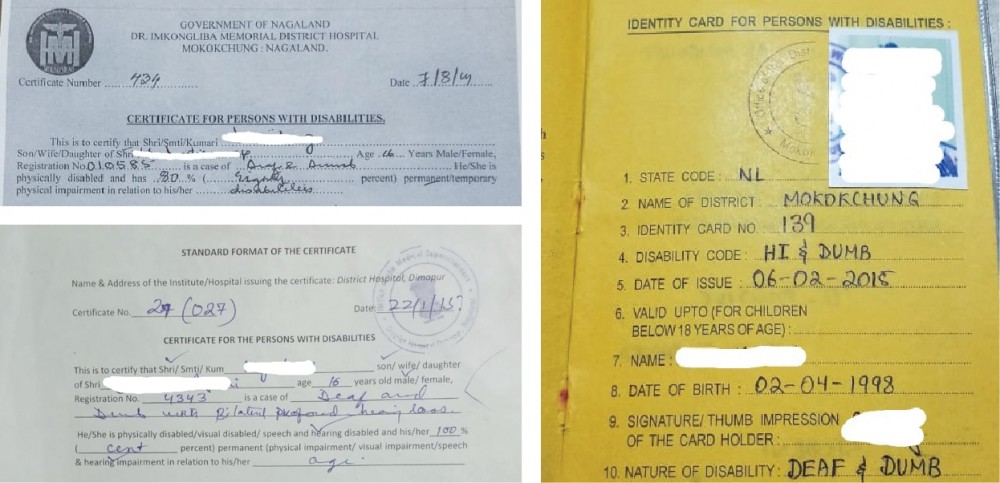 GOVERNMENT OF NAGALAND
DR. IMKONGLIBA MEMORIAL DISTRICT HOSPITAL
MOKOKCHUNG : NAGALAND.
Certificate Number 434 Date 7/8/
CERTIFICATE FOR PERSONS WITH DISABILITIES.
This is to certify that Shri/Smti/Kumari
Son/Wife/Daughter of Shri Age 16 Years Male/Female,
Registration No 010585 is a case of Deaf & Dumb He/She is
physically disabled and has 80 % ( Eighty percent) permanent/temporary
physical impairment in relation to his/her disabilities
STANDARD FORMAT OF THE CERTIFICATE
Name & Address of the Institute/Hospital issuing the certificate: District Hospital, Dimapur
Certificate No. 27 (027) Date: 22/1/15
CERTIFICATE FOR THE PERSONS WITH DISABILITIES
This is to certify that Shri/ Smti/ Kum son/ wife/ daughter
of Shri age 16 years old male/ female,
Registration No. 4343 is a case of Deaf and
Dumb with Bilateral profound hearing loss.
He/She is physically disabled/visual disabled/ speech and hearing disabled and his/her 100 %
( cent percent) permanent (physical impairment/ visual impairment/speech
& hearing impairment in relation to his/her age.
IDENTITY CARD FOR PERSONS WITH DISABILITIES :
1. STATE CODE : NL
2 NAME OF DISTRICT MOKOKCHUNG
3. IDENTITY CARD NO. 139
4. DISABILITY CODE : HI & DUMB
5. DATE OF ISSUE : 06-02-2015
6. VALID UPTO (FOR CHILDREN
BELOW 18 YEARS OF AGE) :
7. NAME :
8. DATE OF BIRTH : 02-04-1998
9. SIGNATURE/ THUMB IMPRESSION
OF THE CARD HOLDER :
10. NATURE OF DISABILITY : DEAF & DUMB